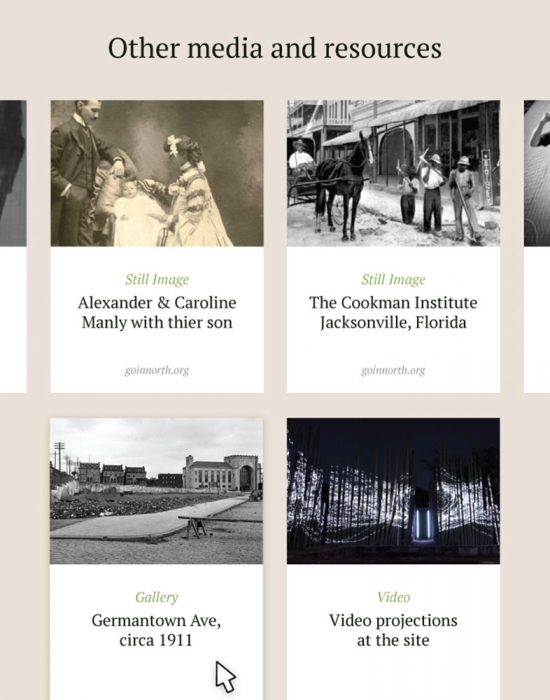 Other media and resources
Still Image
Alexander & Caroline
Manly with thier son
goinnorth.org
Still Image
The Cookman Institute
Jacksonville, Florida
goinnorth.org
Gallery
Germantown Ave,
circa 1911
Video
Video projections
at the site